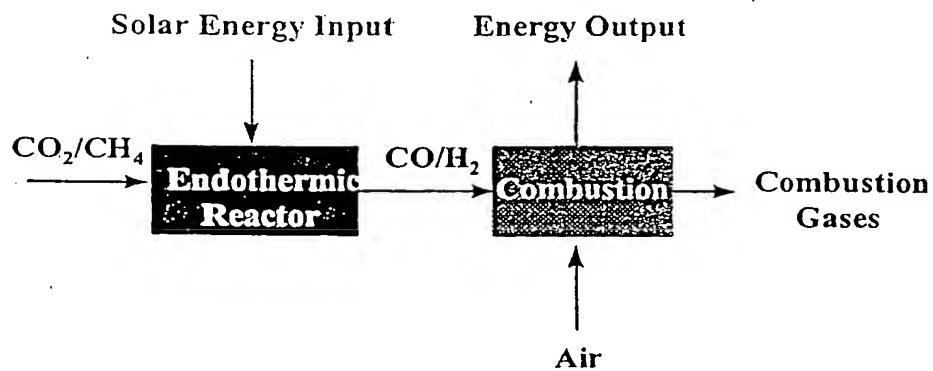 Solar Energy Input
Energy Output
CO₂/CH₄
Endothermic
Reactor
CO/H₂
Combustion
Combustion
Gases
Air